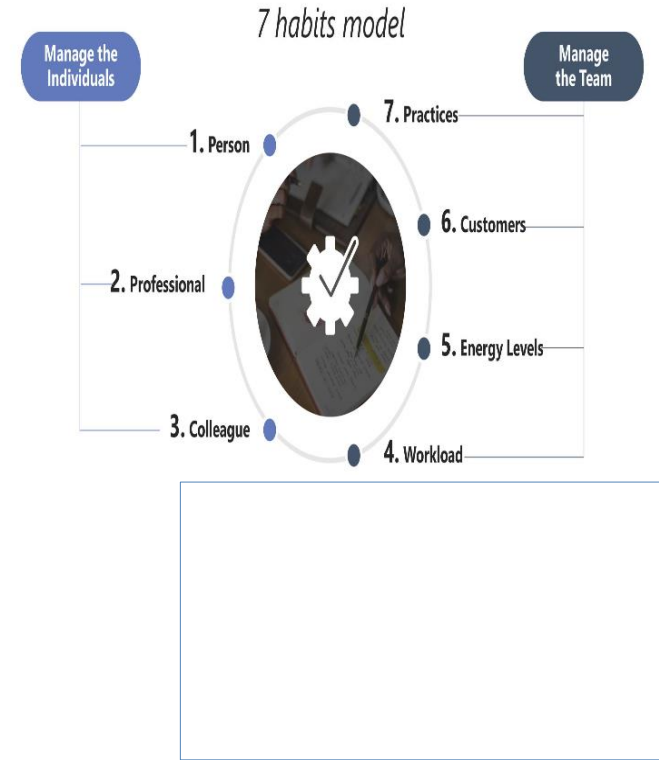 7 habits model
Manage the
Individuals
Manage
the Team
1. Person
2. Professional
3. Colleague
7. Practices
6. Customers
5. Energy Levels
4. Workload